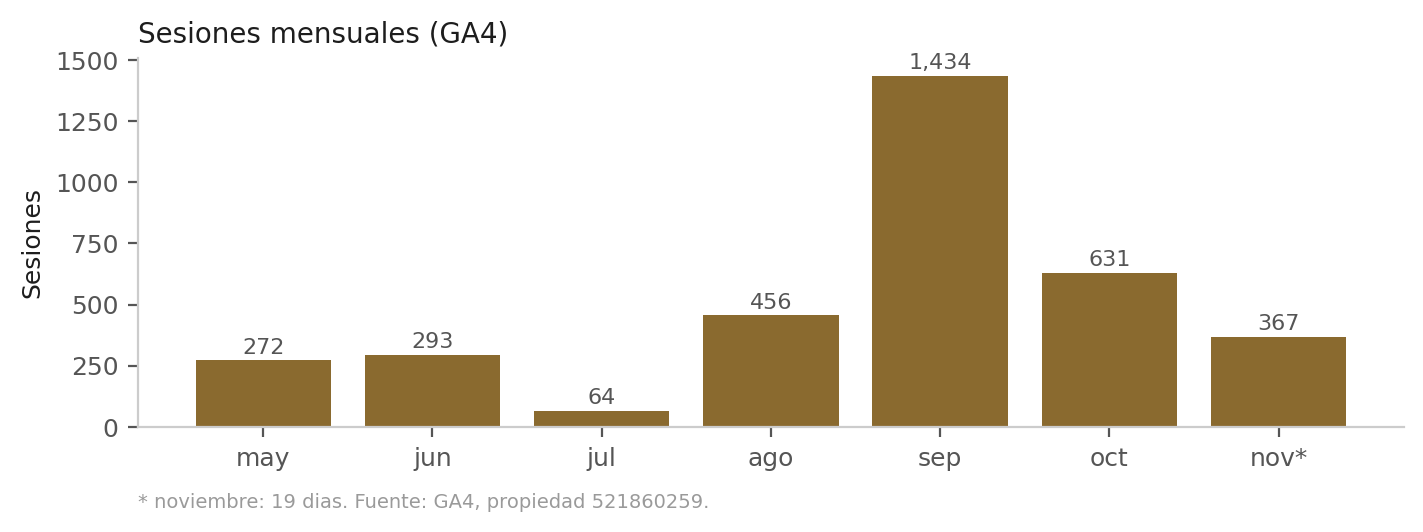 Sesiones mensuales (GA4)
Sesiones
1500
1250
1000
750
500
250
0
272
293
64
456
1,434
631
367
may
jun
jul
ago
sep
oct
nov*
* noviembre: 19 dias. Fuente: GA4, propiedad 521860259.